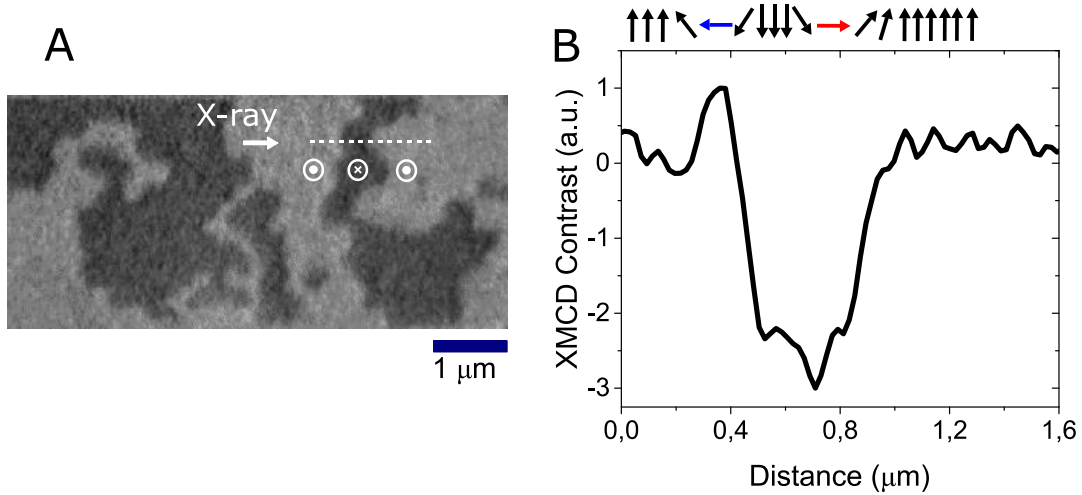 A
X-ray
1 μm
B
XMCD Contrast (a.u.)
1
0
-1
-2
-3
0,0 0,4 0,8 1,2 1,6
Distance (μm)